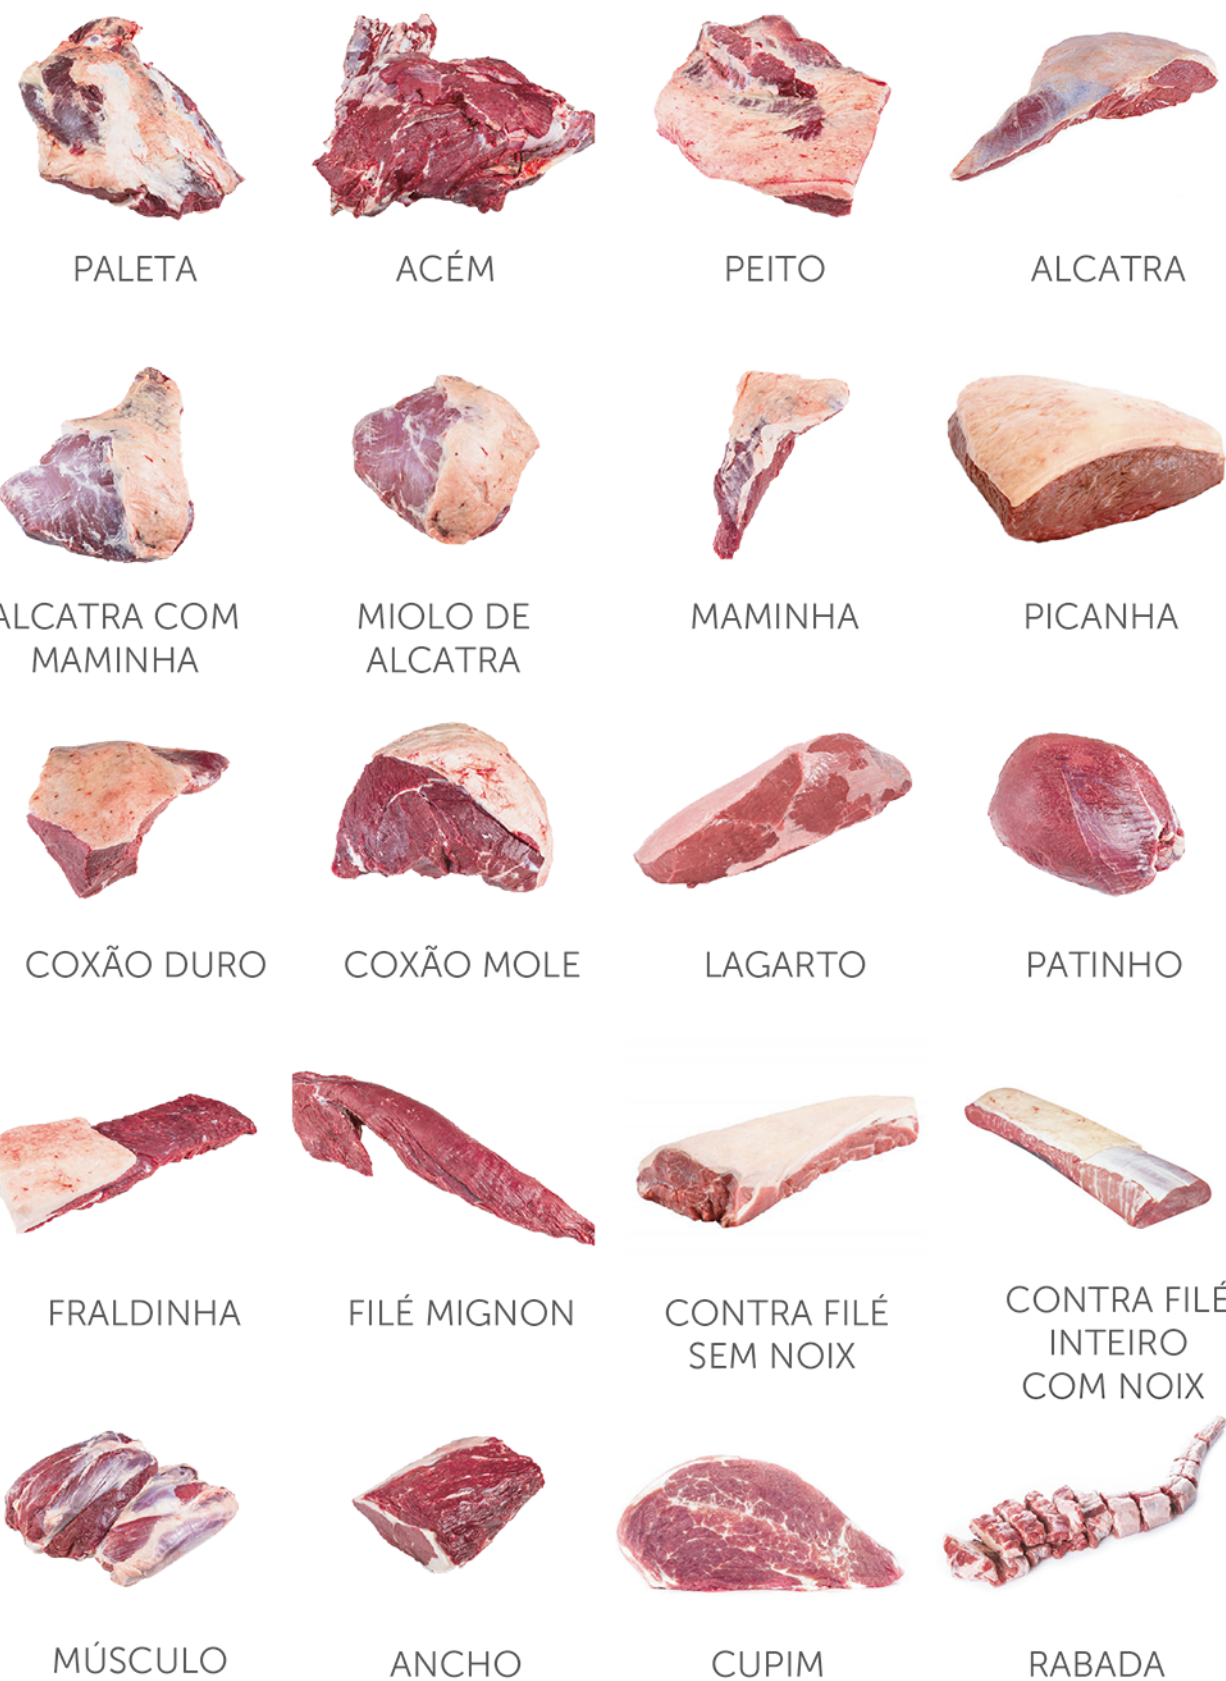 PALETA
ACÉM
PEITO
ALCATRA
ALCATRA COM
MAMINHA
MIOLO DE
ALCATRA
MAMINHA
PICANHA
COXÃO DURO
COXÃO MOLE
LAGARTO
PATINHO
FRALDINHA
FILÉ MIGNON
CONTRA FILÉ
SEM NOIX
CONTRA FILÉ
INTEIRO
COM NOIX
MÚSCULO
ANCHO
CUPIM
RABADA